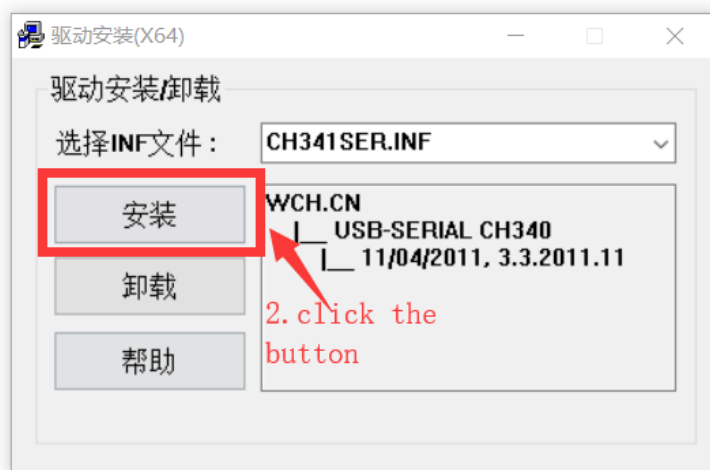 驱动安装(X64)
驱动安装/卸载
选择INF文件：
CH341SER.INF
安装
卸载
帮助
WCH.CN
|__ USB-SERIAL CH340
|__ 11/04/2011, 3.3.2011.11
2.click the
button